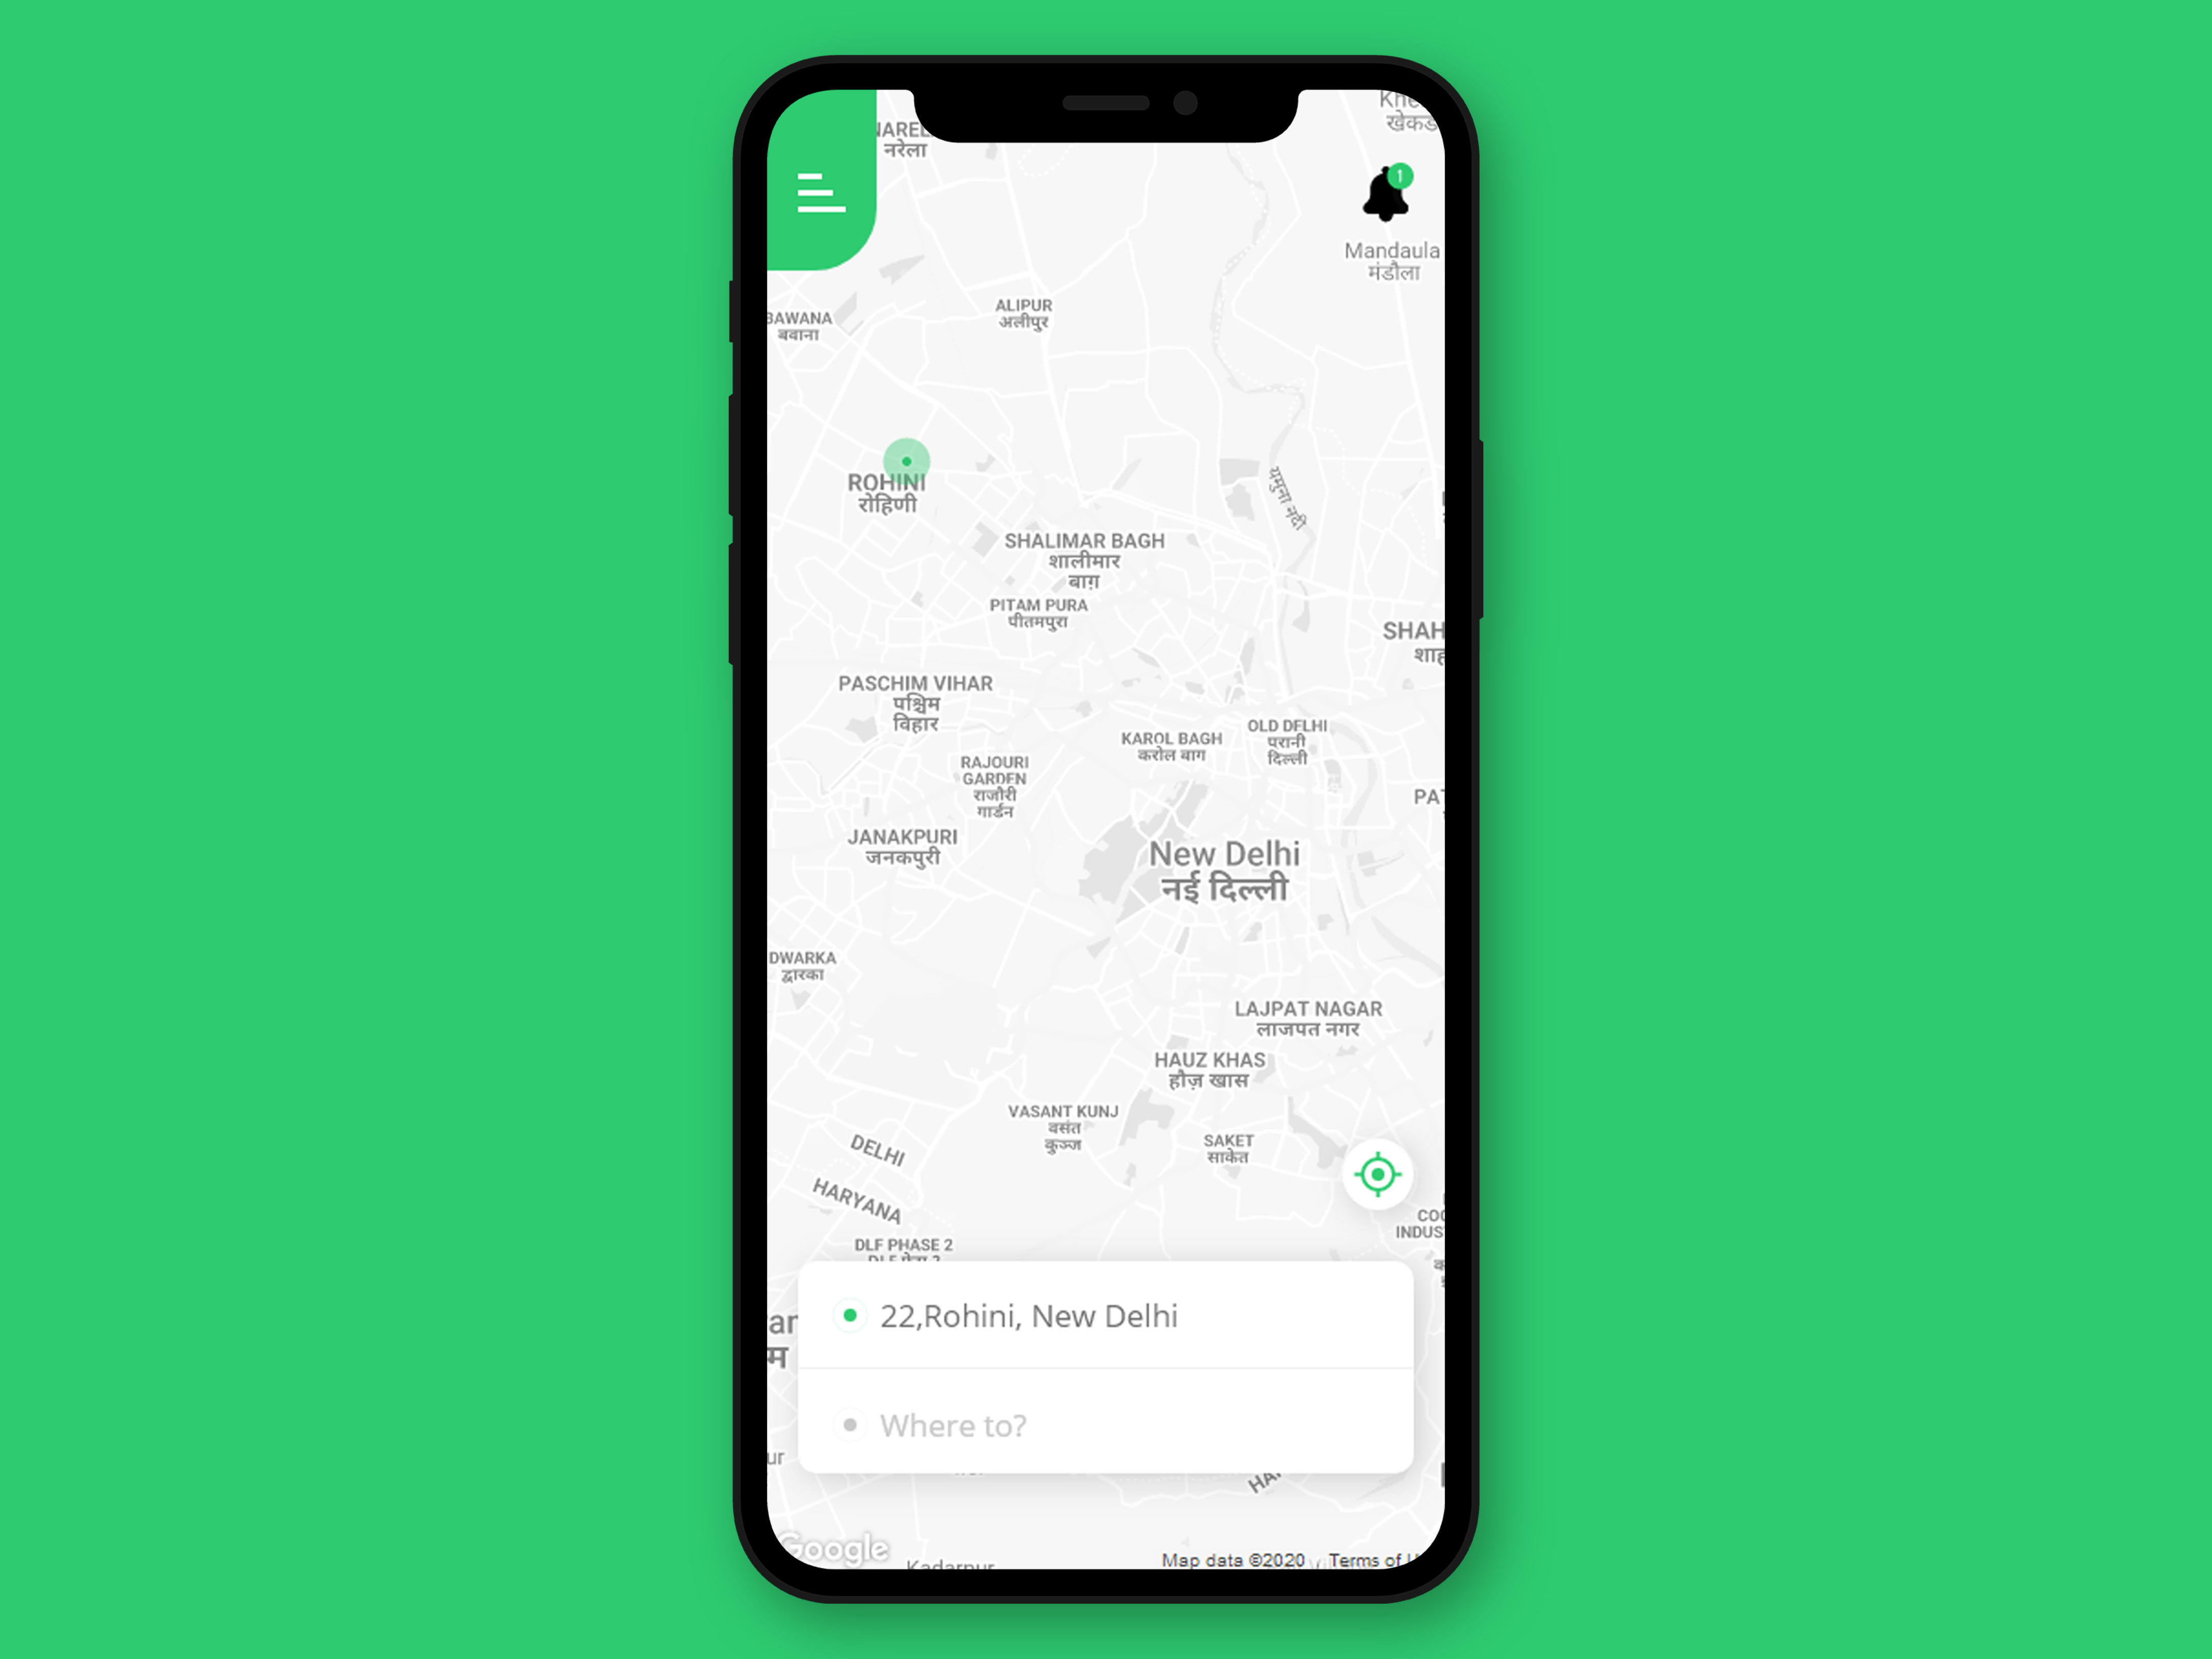 नरेला
खेकड
1
Mandaula
मंडौला
ALIPUR
अलीपुर
BAWANA
बवाना
ROHINI
रोहिणी
यमुना नदी
SHALIMAR BAGH
शालीमार
बाग़
PITAM PURA
पीतमपुरा
SHAH
शाह
PASCHIM VIHAR
पश्चिम
विहार
OLD DELHI
परानी
दिल्ली
KAROL BAGH
करोल बाग
RAJOURI
GARDEN
राजौरी
गार्डन
PAT
JANAKPURI
जनकपुरी
New Delhi
नई दिल्ली
DWARKA
द्वारका
LAJPAT NAGAR
लाजपत नगर
HAUZ KHAS
हौज़ खास
VASANT KUNJ
वसंत
कुञ्ज
SAKET
साकेत
DELHI
HARYANA
COO
INDUS
DLF PHASE 2
22,Rohini, New Delhi
Where to?
ur
Google
Kadarpur
Map data ©2020 Terms of U